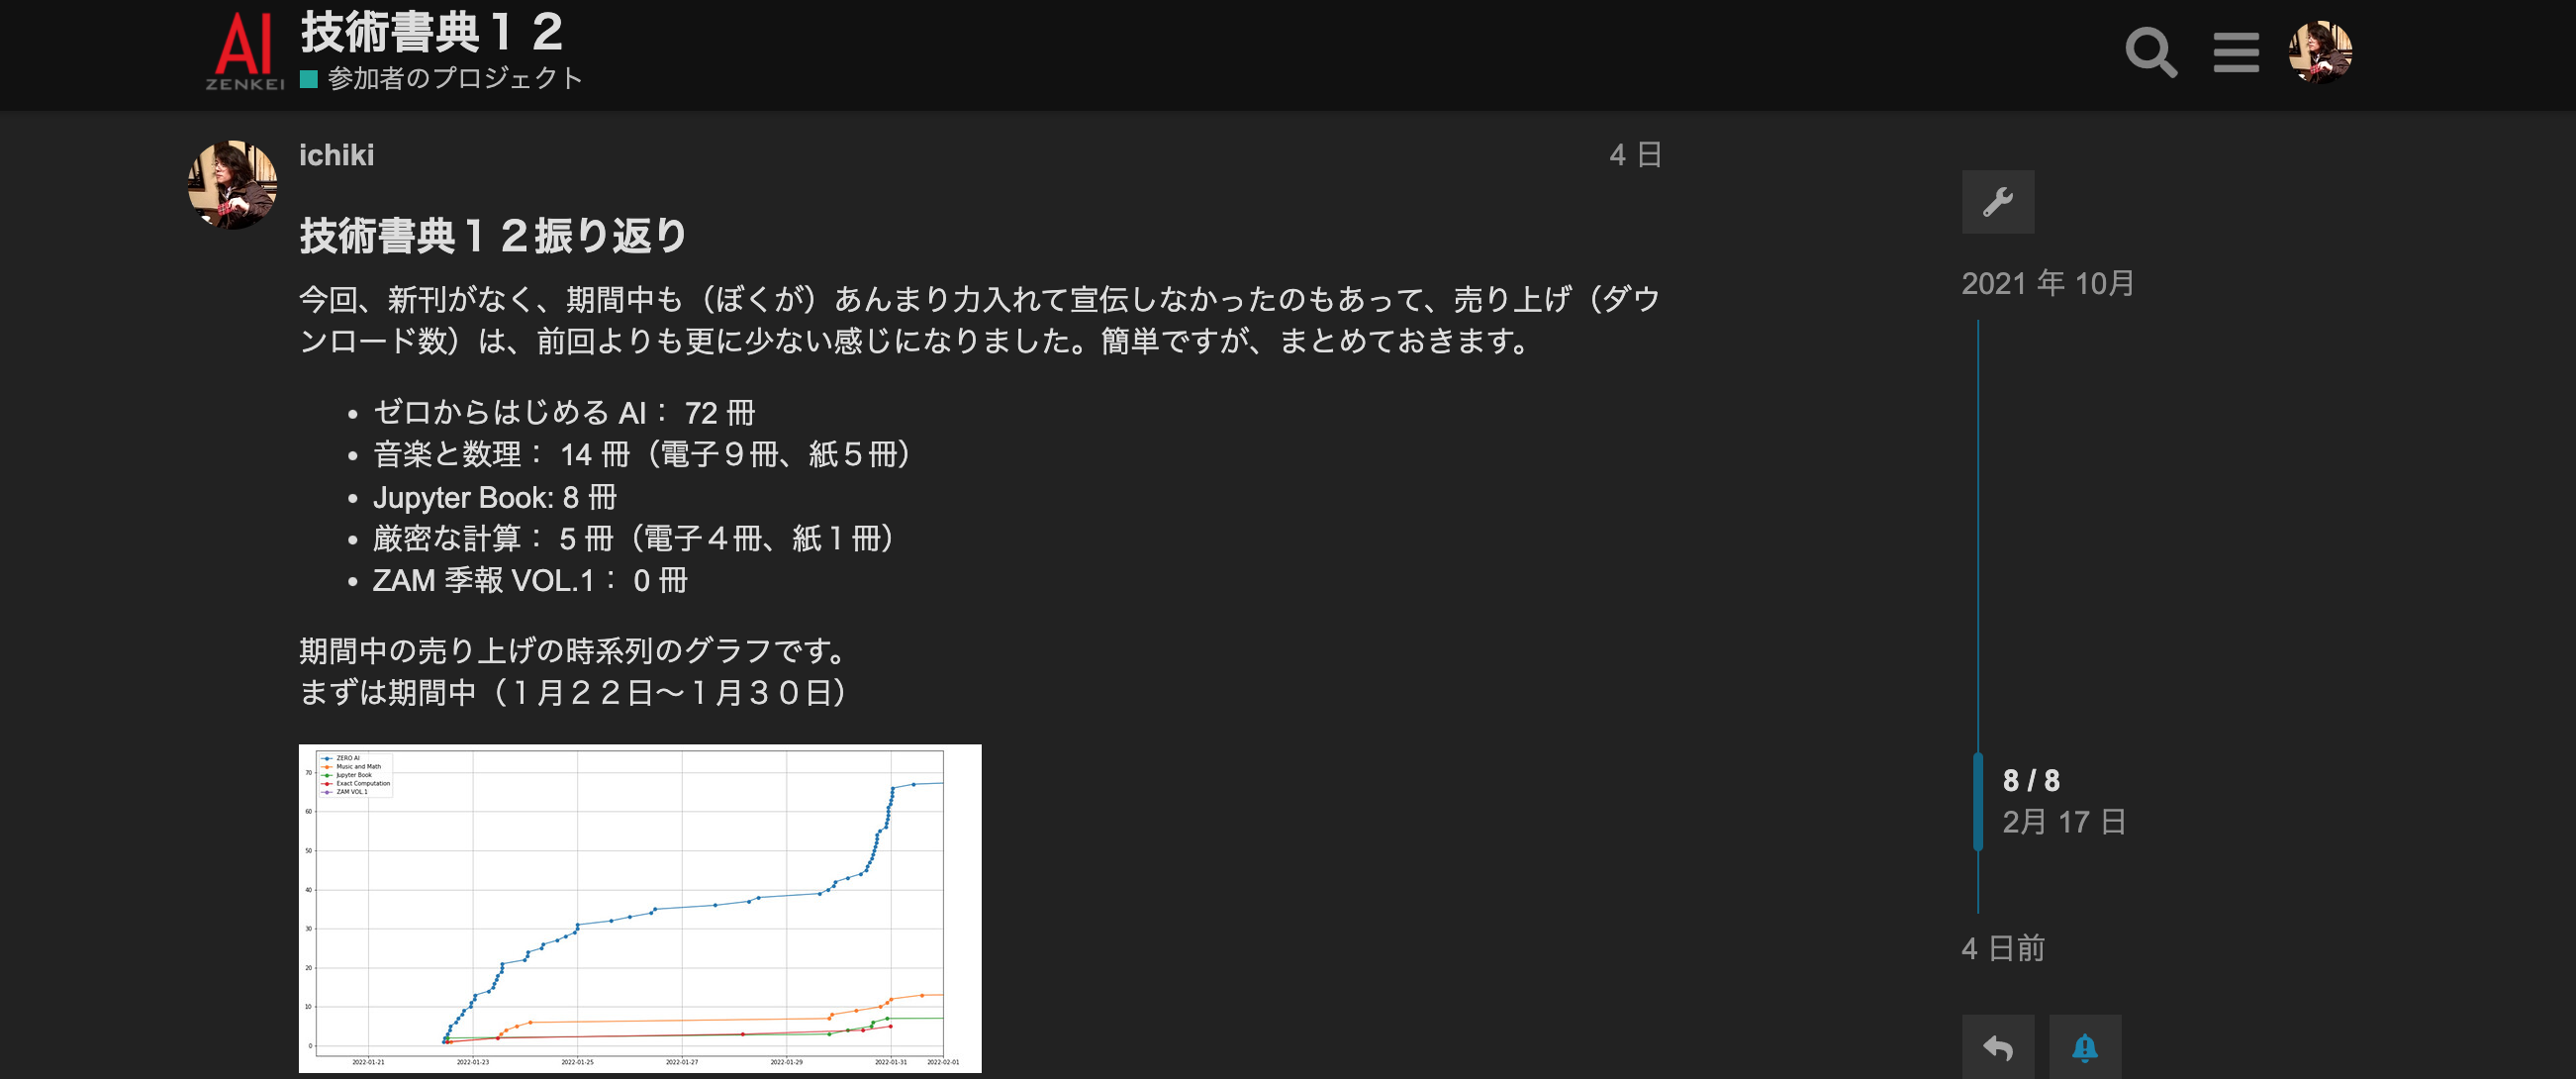 AI
ZENKEI
技術書典１２
参加者のプロジェクト
ichiki
4 日
技術書典１２振り返り
今回、新刊がなく、期間中も（ぼくが）あんまり力入れて宣伝しなかったのもあって、売り上げ（ダウ
ンロード数）は、前回よりも更に少ない感じになりました。簡単ですが、まとめておきます。
• ゼロからはじめる AI： 72 冊
• 音楽と数理： 14 冊（電子９冊、紙５冊）
• Jupyter Book: 8 冊
• 厳密な計算： 5 冊（電子４冊、紙１冊）
• ZAM 季報 VOL.1： 0 冊
期間中の売り上げの時系列のグラフです。
まずは期間中（１月２２日〜１月３０日）
ZERO AI
Music and Math
Jupyter Book
Exact Computation
ZAM VOL.1
70
60
50
40
30
20
10
0
2022-01-21
2022-01-23
2022-01-25
2022-01-27
2022-01-29
2022-01-31
2022-02-01
2021 年 10月
8 / 8
2月 17 日
4 日前